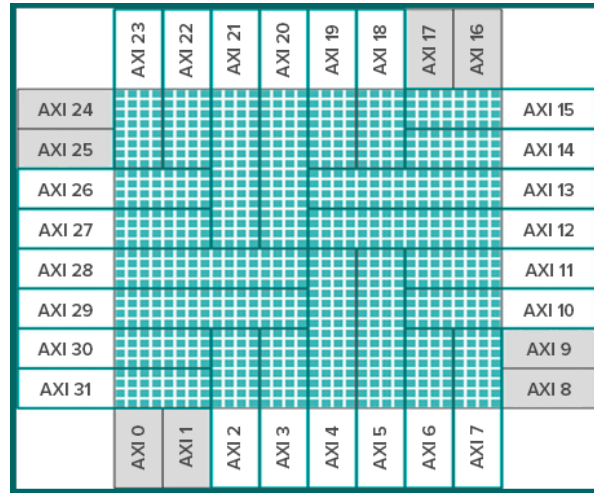 AXI 23
AXI 22
AXI 21
AXI 20
AXI 19
AXI 18
AXI 17
AXI 16
AXI 24
AXI 15
AXI 25
AXI 14
AXI 26
AXI 13
AXI 27
AXI 12
AXI 28
AXI 11
AXI 29
AXI 10
AXI 30
AXI 9
AXI 31
AXI 8
AXI 0
AXI 1
AXI 2
AXI 3
AXI 4
AXI 5
AXI 6
AXI 7